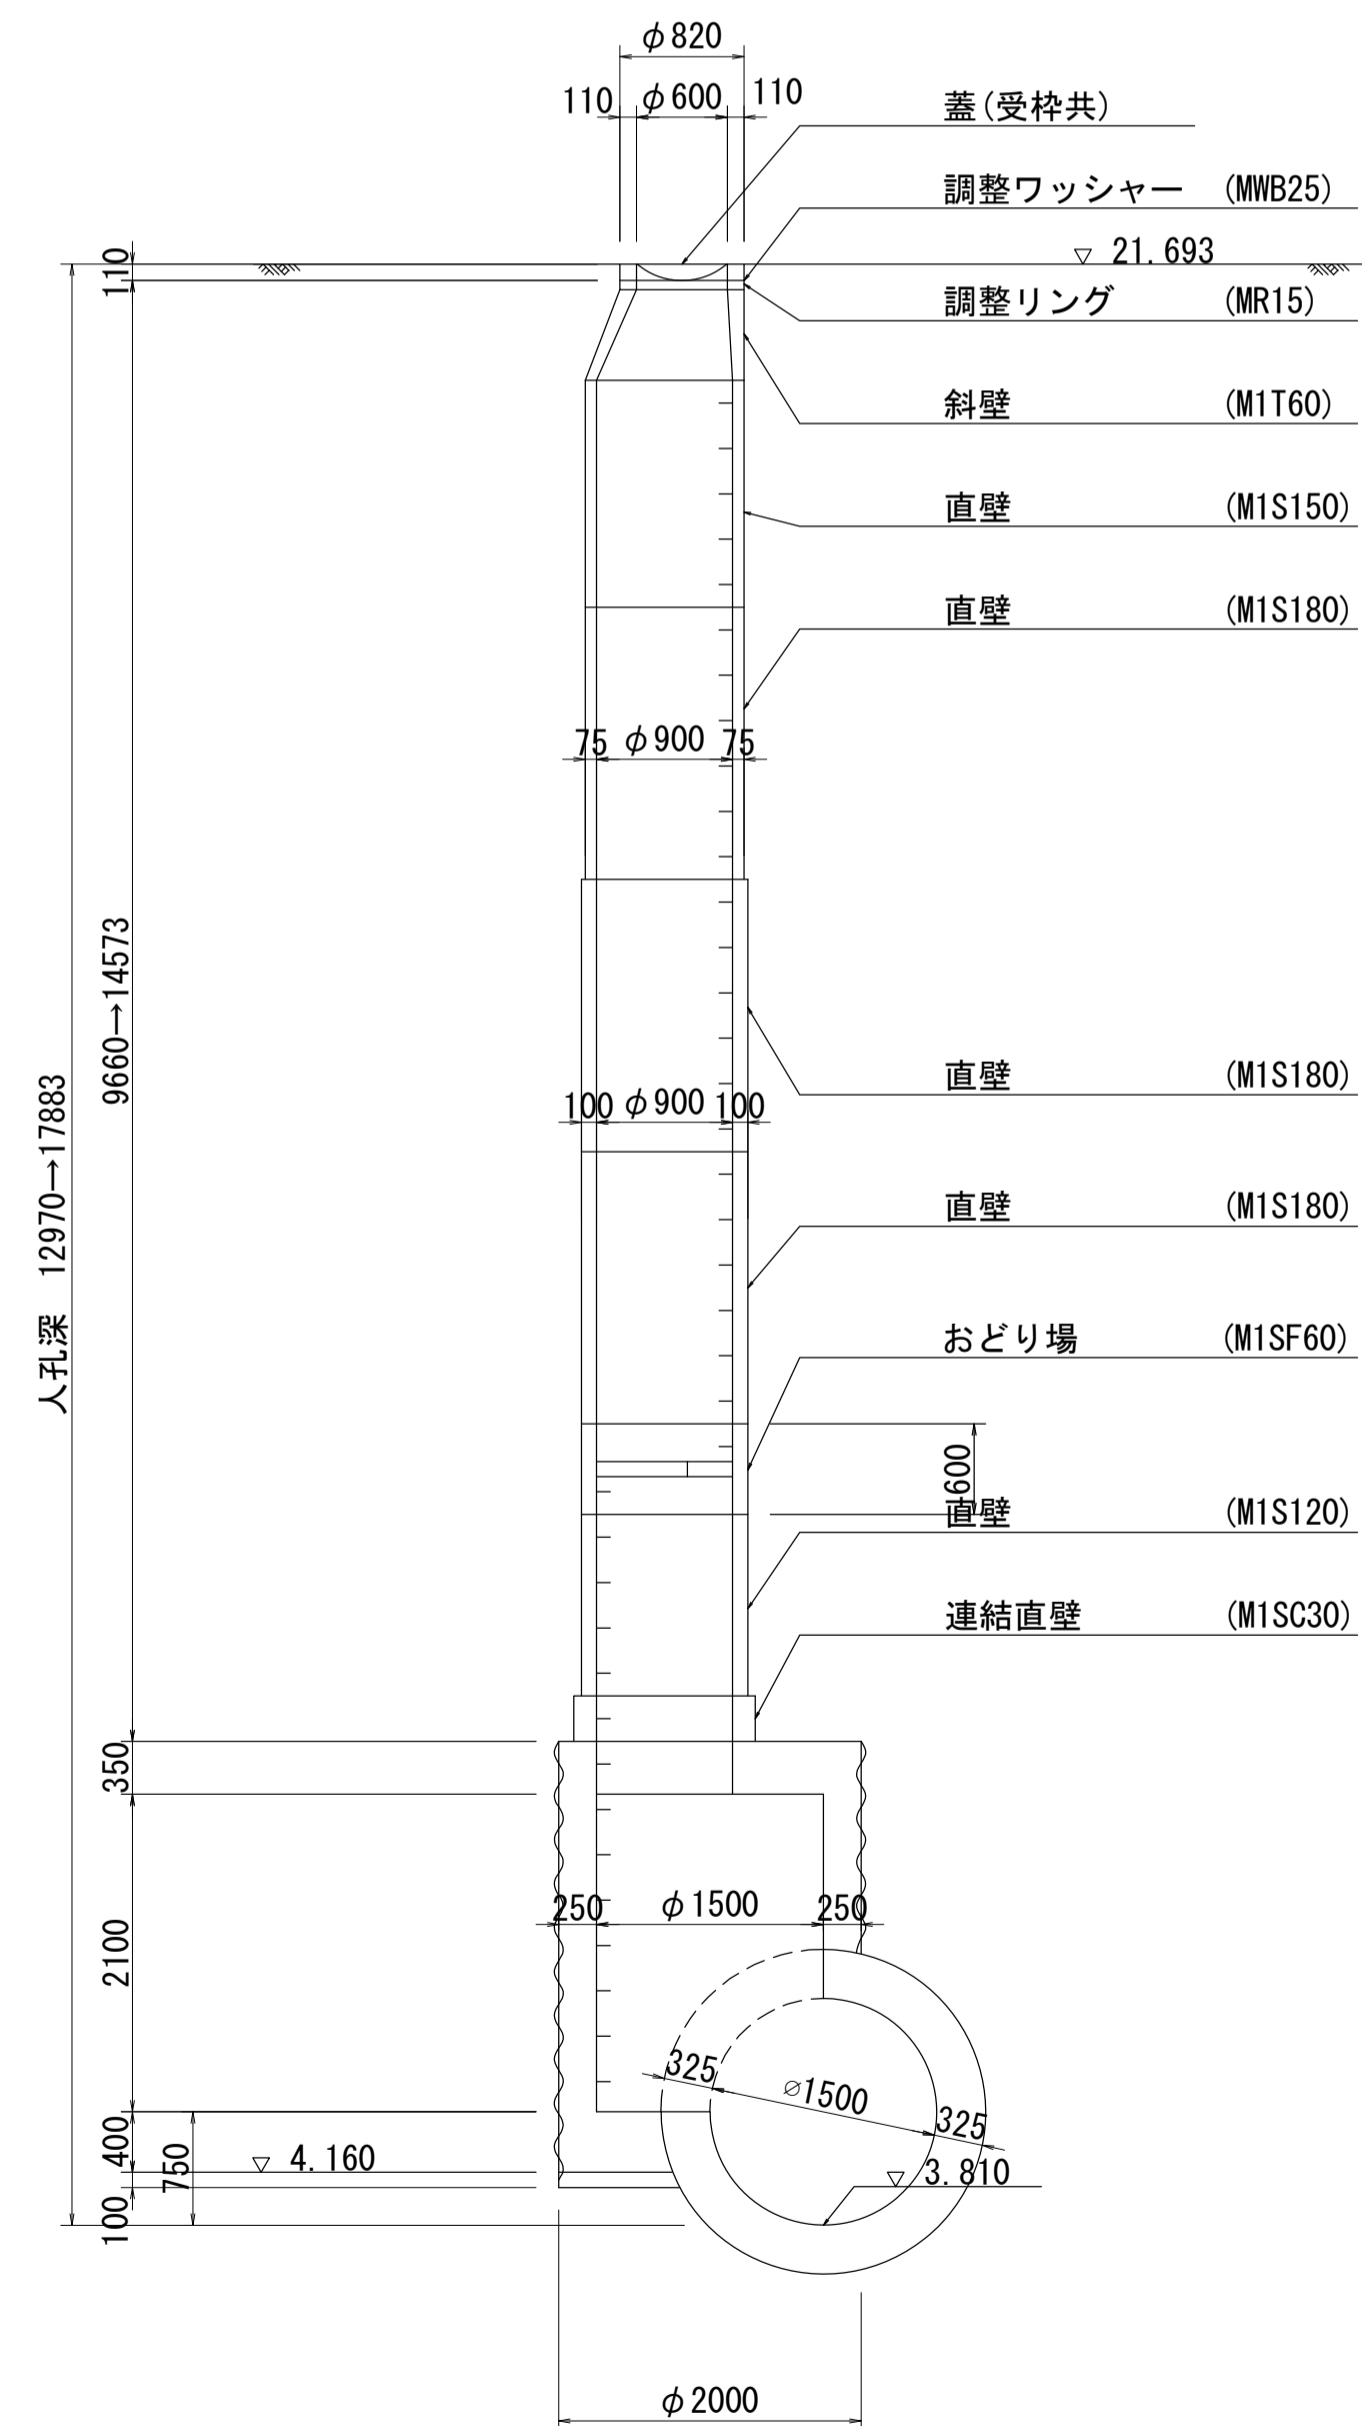 φ820
110 φ600 110
蓋(受枠共)
調整ワッシャー (MWB25)
21.693
110
調整リング (MR15)
斜壁 (M1T60)
直壁 (M1S150)
直壁 (M1S180)
75 φ900 75
9660→14573
人孔深 12970→17883
直壁 (M1S180)
100 φ900 100
直壁 (M1S180)
おどり場 (M1SF60)
600
直壁 (M1S120)
連結直壁 (M1SC30)
350
250 φ1500 250
2100
325 ⌀1500 325
400
750
4.160
3.810
100
φ2000